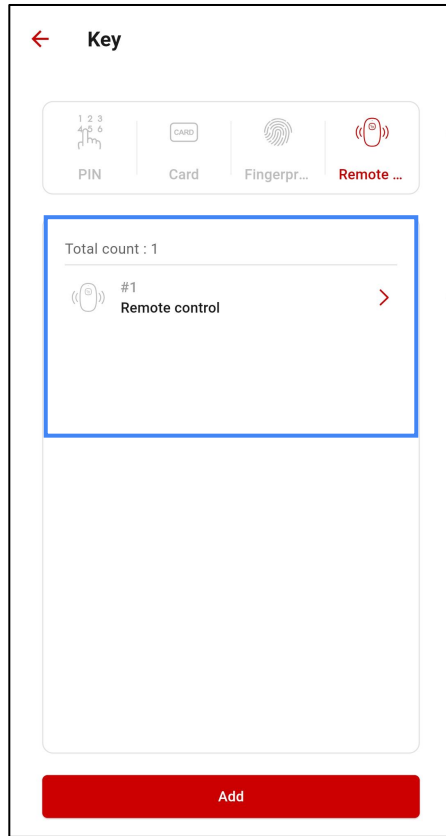 Key
1 2 3
4 5 6
CARD
PIN
Card
Fingerpr...
Remote ...
Total count : 1
#1
Remote control
Add